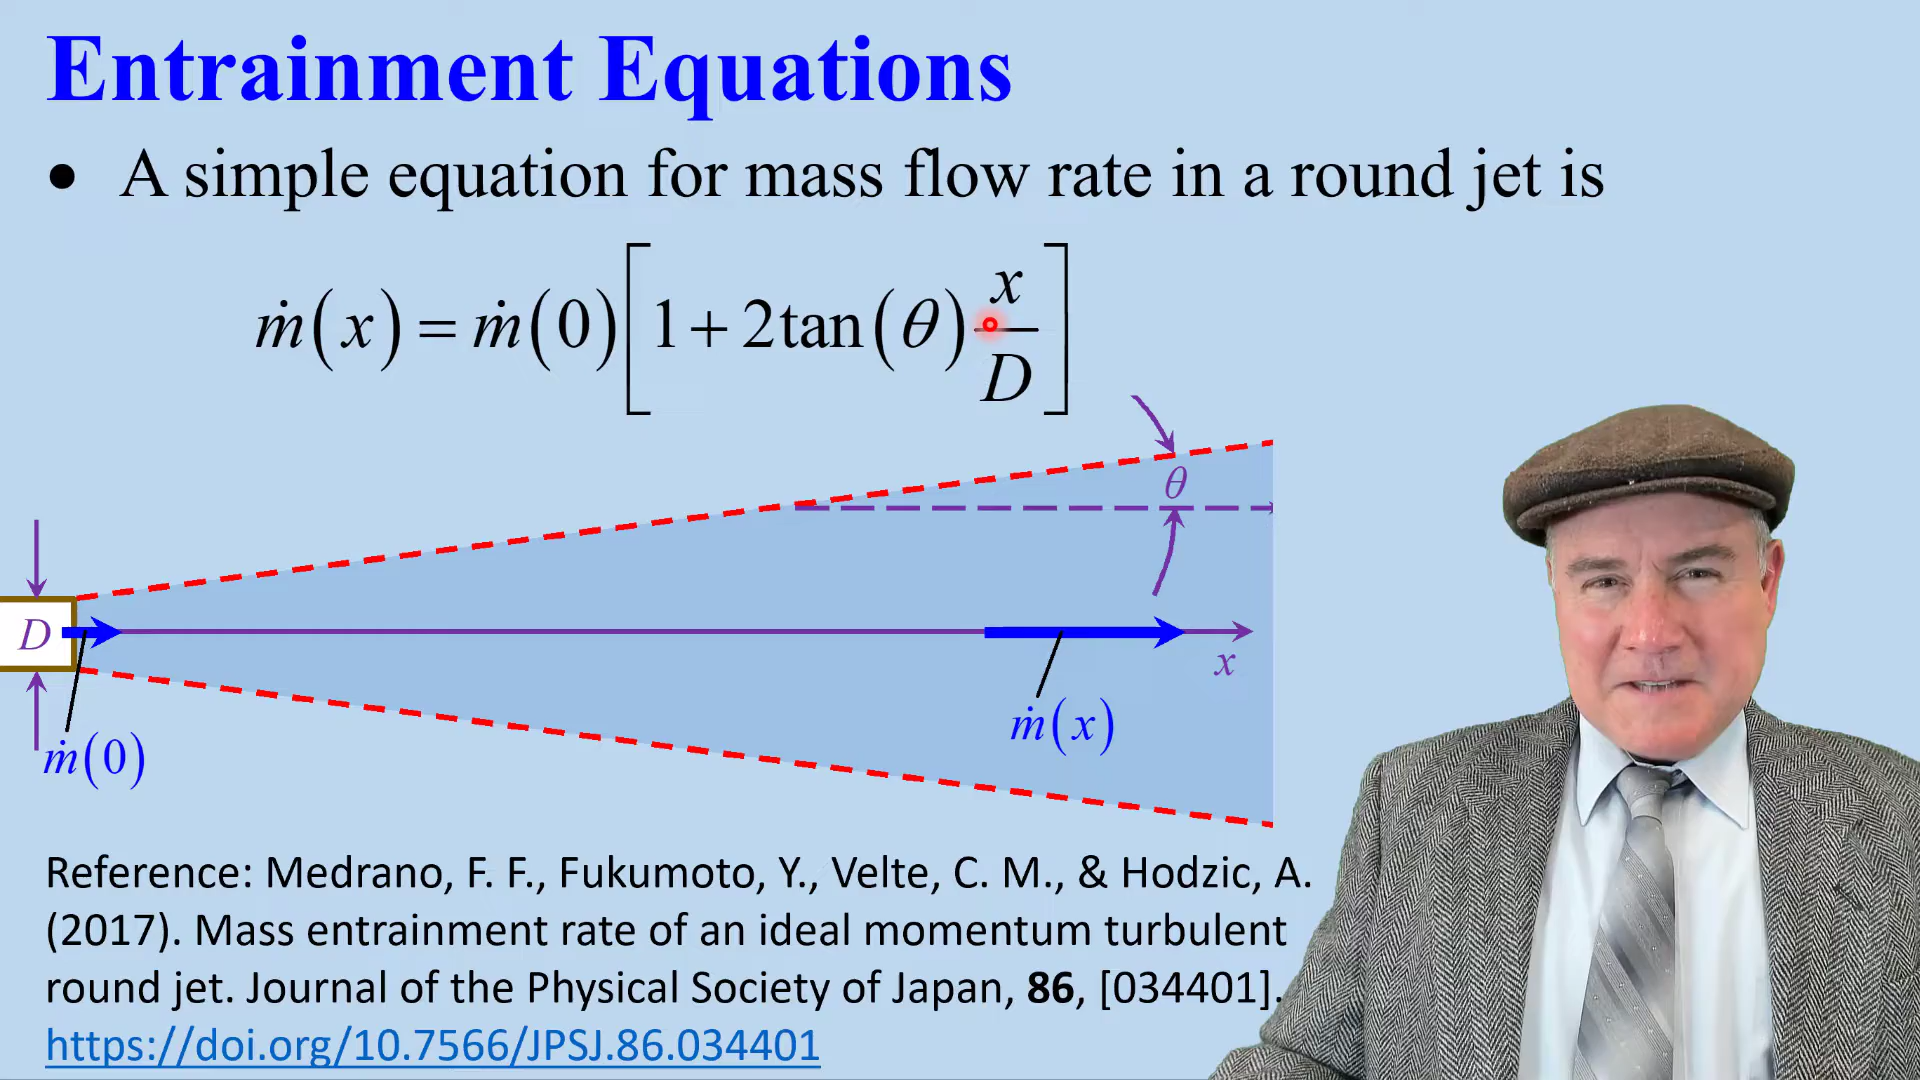 Entrainment Equations
• A simple equation for mass flow rate in a round jet is
ṁ(x) = ṁ(0)[1 + 2tan(θ) x/D]
θ
D
x
ṁ(x)
ṁ(0)
Reference: Medrano, F. F., Fukumoto, Y., Velte, C. M., & Hodzic, A.
(2017). Mass entrainment rate of an ideal momentum turbulent
round jet. Journal of the Physical Society of Japan, 86, [034401].
https://doi.org/10.7566/JPSJ.86.034401